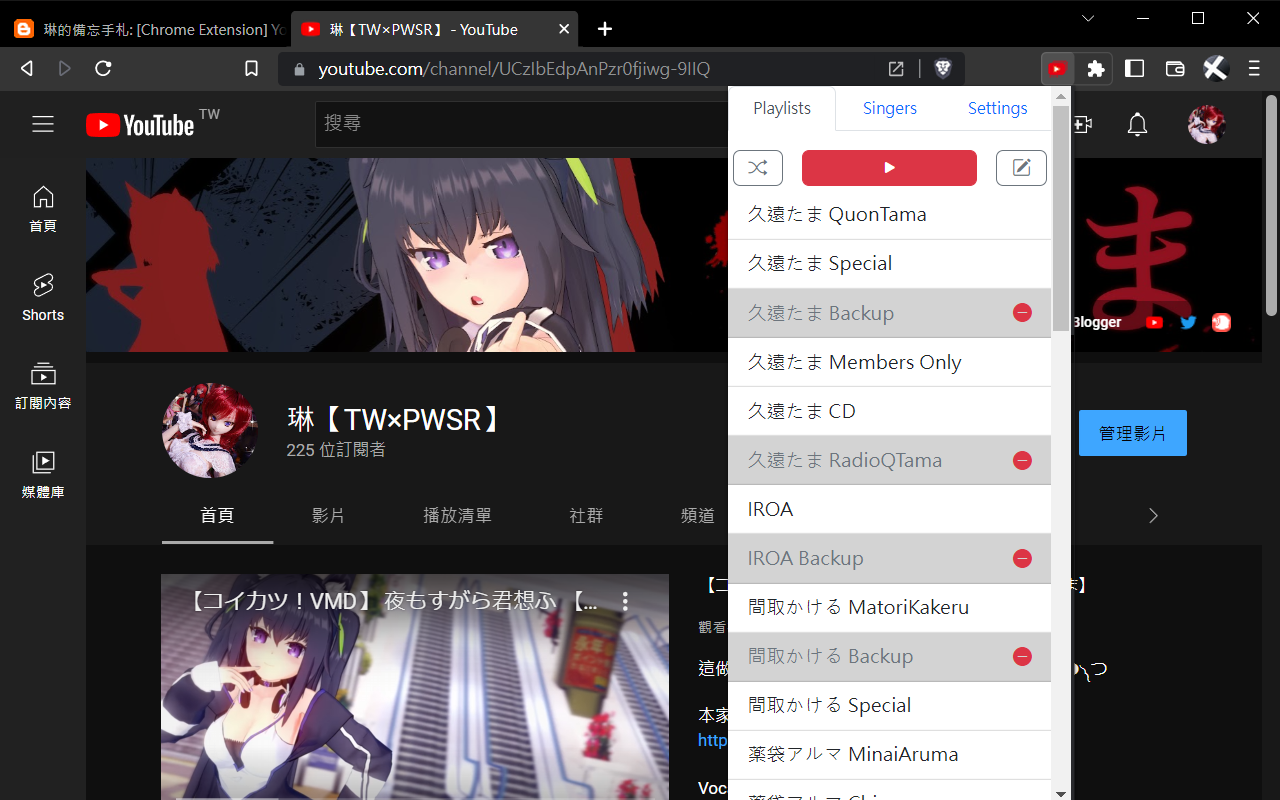 琳的備忘手札: [Chrome Extension] Yo
琳【TW×PWSR】 - YouTube
youtube.com/channel/UCzIbEdpAnPzr0fjiwg-9IIQ
YouTube TW
搜尋
Playlists
Singers
Settings
久遠たま QuonTama
久遠たま Special
久遠たま Backup
久遠たま Members Only
久遠たま CD
久遠たま RadioQTama
IROA
IROA Backup
間取かける MatoriKakeru
間取かける Backup
間取かける Special
薬袋アルマ MinaiAruma
首頁
Shorts
訂閱內容
媒體庫
ま
Blogger
琳【TW×PWSR】
225 位訂閱者
管理影片
首頁
影片
播放清單
社群
頻道
【コイカツ！VMD】夜もすがら君想ふ 【...
觀看
這做
本家
http
Voc